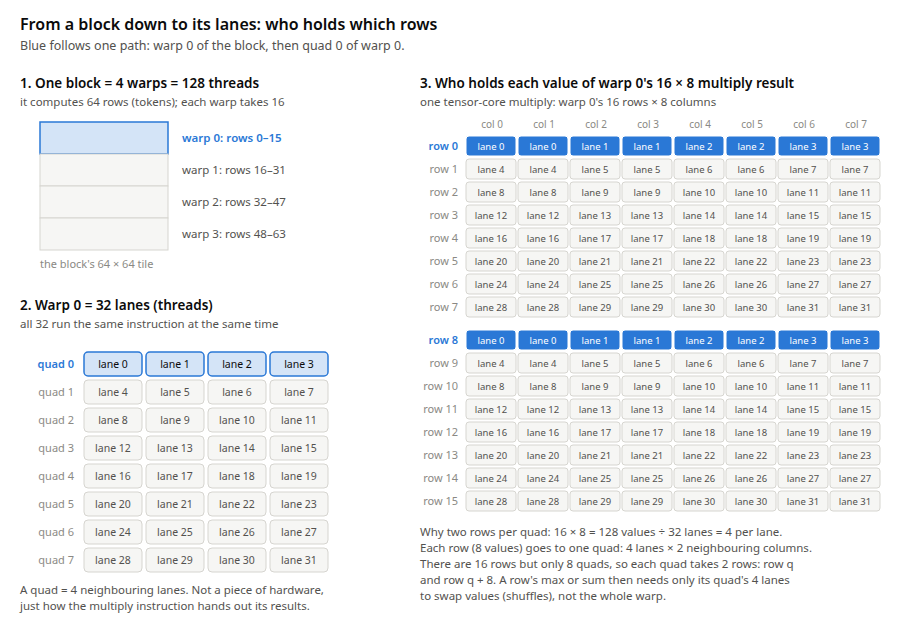 From a block down to its lanes: who holds which rows
Blue follows one path: warp 0 of the block, then quad 0 of warp 0.
1. One block = 4 warps = 128 threads
it computes 64 rows (tokens); each warp takes 16
warp 0: rows 0–15
warp 1: rows 16–31
warp 2: rows 32–47
warp 3: rows 48–63
the block's 64 × 64 tile
2. Warp 0 = 32 lanes (threads)
all 32 run the same instruction at the same time
quad 0 lane 0 lane 1 lane 2 lane 3
quad 1 lane 4 lane 5 lane 6 lane 7
quad 2 lane 8 lane 9 lane 10 lane 11
quad 3 lane 12 lane 13 lane 14 lane 15
quad 4 lane 16 lane 17 lane 18 lane 19
quad 5 lane 20 lane 21 lane 22 lane 23
quad 6 lane 24 lane 25 lane 26 lane 27
quad 7 lane 28 lane 29 lane 30 lane 31
A quad = 4 neighbouring lanes. Not a piece of hardware,
just how the multiply instruction hands out its results.
3. Who holds each value of warp 0's 16 × 8 multiply result
one tensor-core multiply: warp 0's 16 rows × 8 columns
col 0 col 1 col 2 col 3 col 4 col 5 col 6 col 7
row 0 lane 0 lane 0 lane 1 lane 1 lane 2 lane 2 lane 3 lane 3
row 1 lane 4 lane 4 lane 5 lane 5 lane 6 lane 6 lane 7 lane 7
row 2 lane 8 lane 8 lane 9 lane 9 lane 10 lane 10 lane 11 lane 11
row 3 lane 12 lane 12 lane 13 lane 13 lane 14 lane 14 lane 15 lane 15
row 4 lane 16 lane 16 lane 17 lane 17 lane 18 lane 18 lane 19 lane 19
row 5 lane 20 lane 20 lane 21 lane 21 lane 22 lane 22 lane 23 lane 23
row 6 lane 24 lane 24 lane 25 lane 25 lane 26 lane 26 lane 27 lane 27
row 7 lane 28 lane 28 lane 29 lane 29 lane 30 lane 30 lane 31 lane 31
row 8 lane 0 lane 0 lane 1 lane 1 lane 2 lane 2 lane 3 lane 3
row 9 lane 4 lane 4 lane 5 lane 5 lane 6 lane 6 lane 7 lane 7
row 10 lane 8 lane 8 lane 9 lane 9 lane 10 lane 10 lane 11 lane 11
row 11 lane 12 lane 12 lane 13 lane 13 lane 14 lane 14 lane 15 lane 15
row 12 lane 16 lane 16 lane 17 lane 17 lane 18 lane 18 lane 19 lane 19
row 13 lane 20 lane 20 lane 21 lane 21 lane 22 lane 22 lane 23 lane 23
row 14 lane 24 lane 24 lane 25 lane 25 lane 26 lane 26 lane 27 lane 27
row 15 lane 28 lane 28 lane 29 lane 29 lane 30 lane 30 lane 31 lane 31
Why two rows per quad: 16 × 8 = 128 values ÷ 32 lanes = 4 per lane.
Each row (8 values) goes to one quad: 4 lanes × 2 neighbouring columns.
There are 16 rows but only 8 quads, so each quad takes 2 rows: row q
and row q + 8. A row's max or sum then needs only its quad's 4 lanes
to swap values (shuffles), not the whole warp.